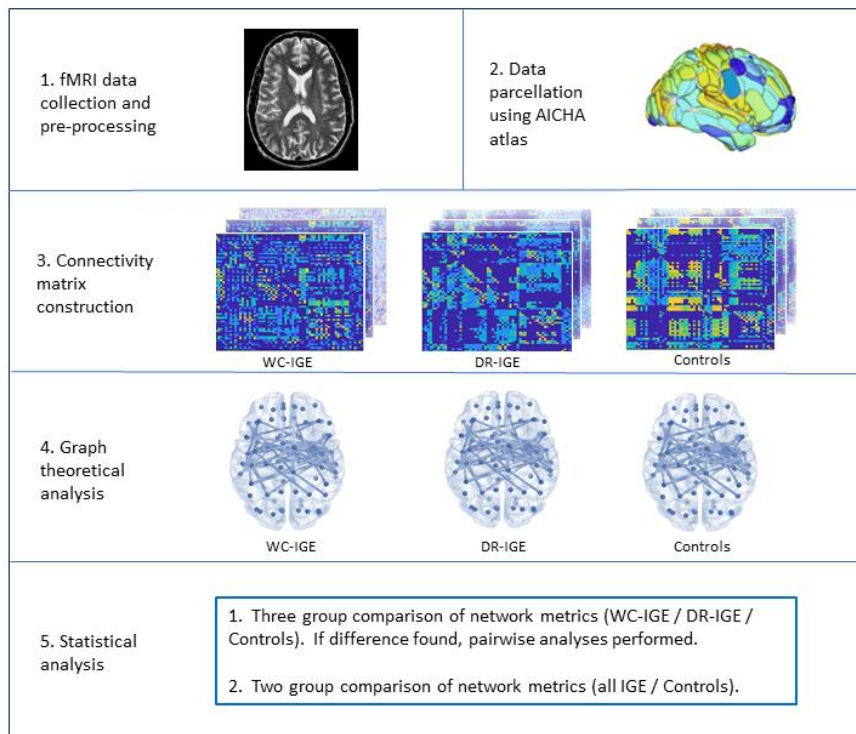 1. fMRI data
collection and
pre-processing
2. Data
parcellation
using AICHA
atlas
3. Connectivity
matrix
construction
WC-IGE
DR-IGE
Controls
4. Graph
theoretical
analysis
WC-IGE
DR-IGE
Controls
5. Statistical
analysis
1. Three group comparison of network metrics (WC-IGE / DR-IGE /
Controls). If difference found, pairwise analyses performed.
2. Two group comparison of network metrics (all IGE / Controls).